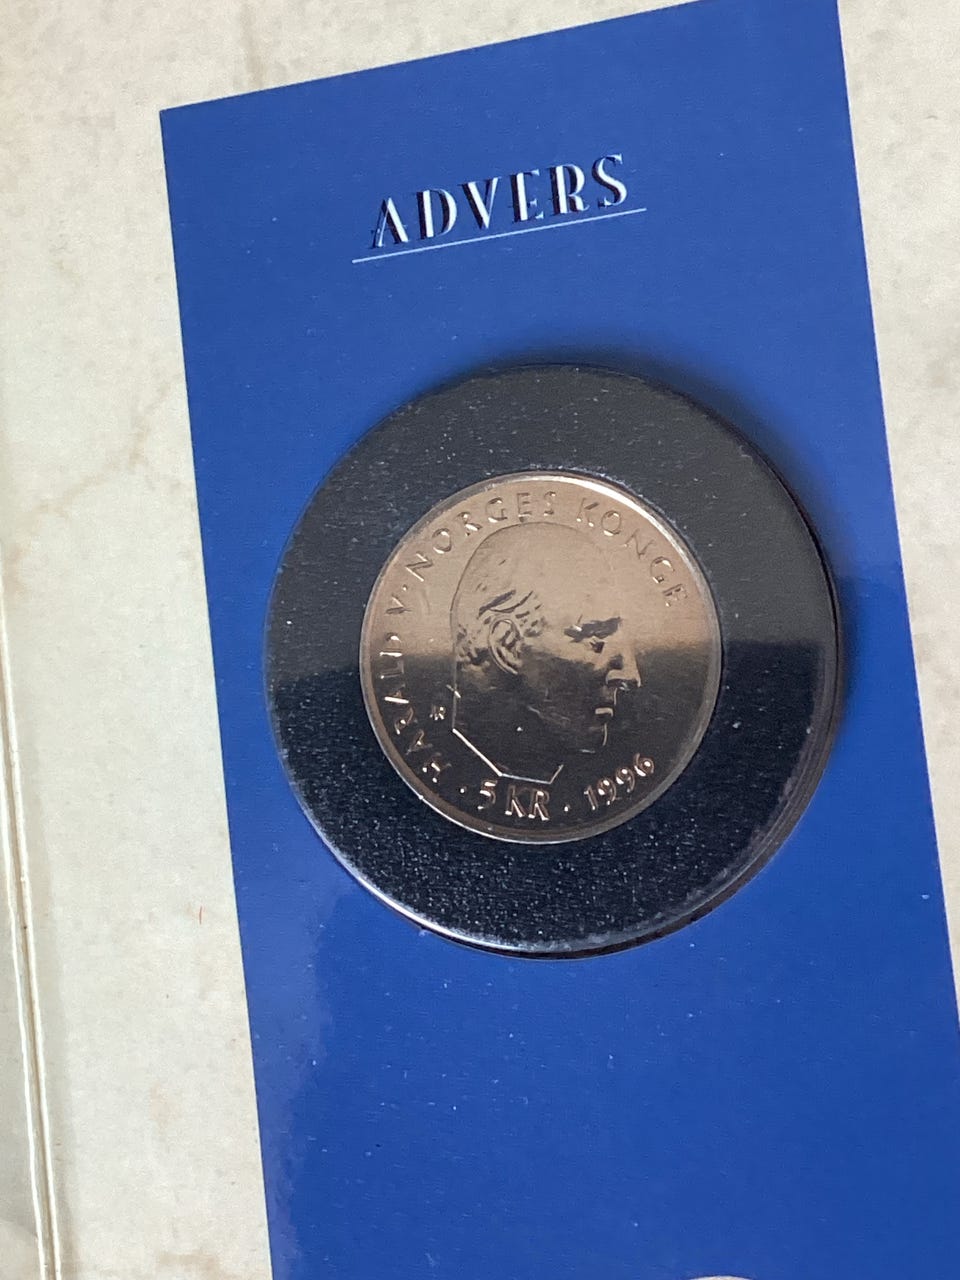 ADVERS
HARALD V · NORGES KONGE
· 5 KR · 1996